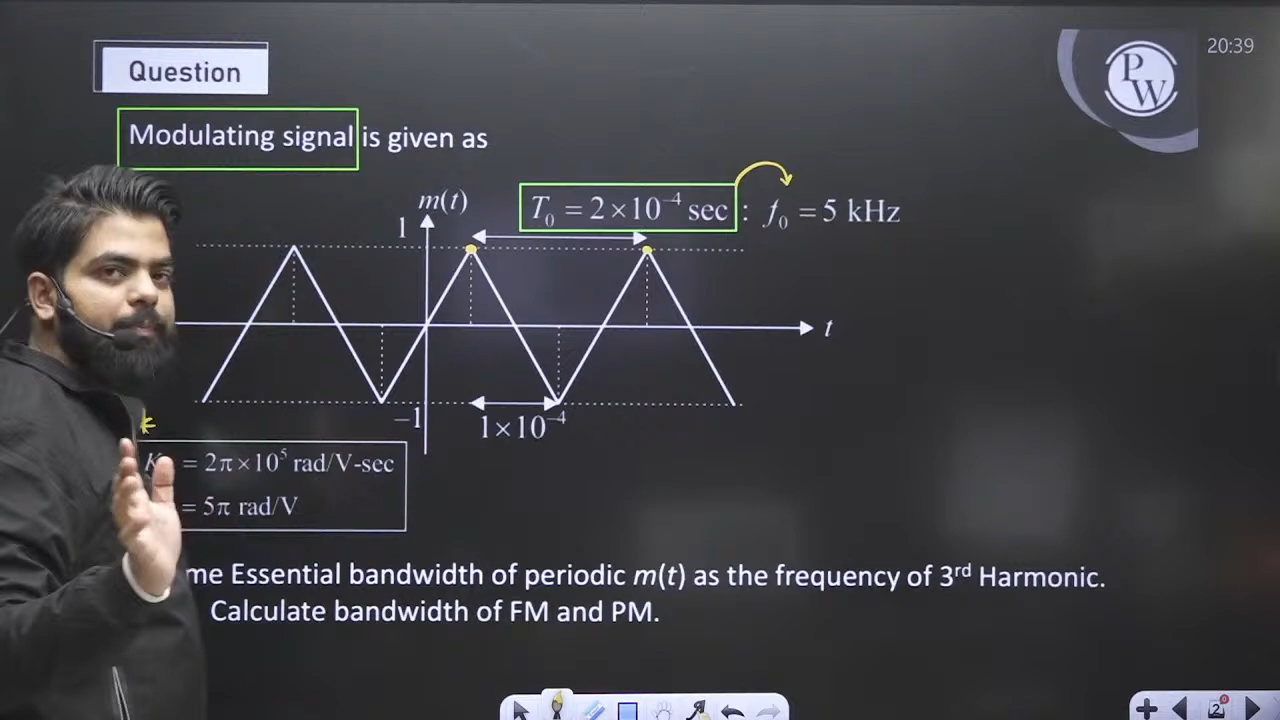 Question
20:39
PW
Modulating signal is given as
m(t)
T₀ = 2×10⁻⁴ sec : f₀ = 5 kHz
1
t
−1
1×10⁻⁴
K = 2π×10⁵ rad/V-sec
= 5π rad/V
Essential bandwidth of periodic m(t) as the frequency of 3rd Harmonic.
Calculate bandwidth of FM and PM.
2